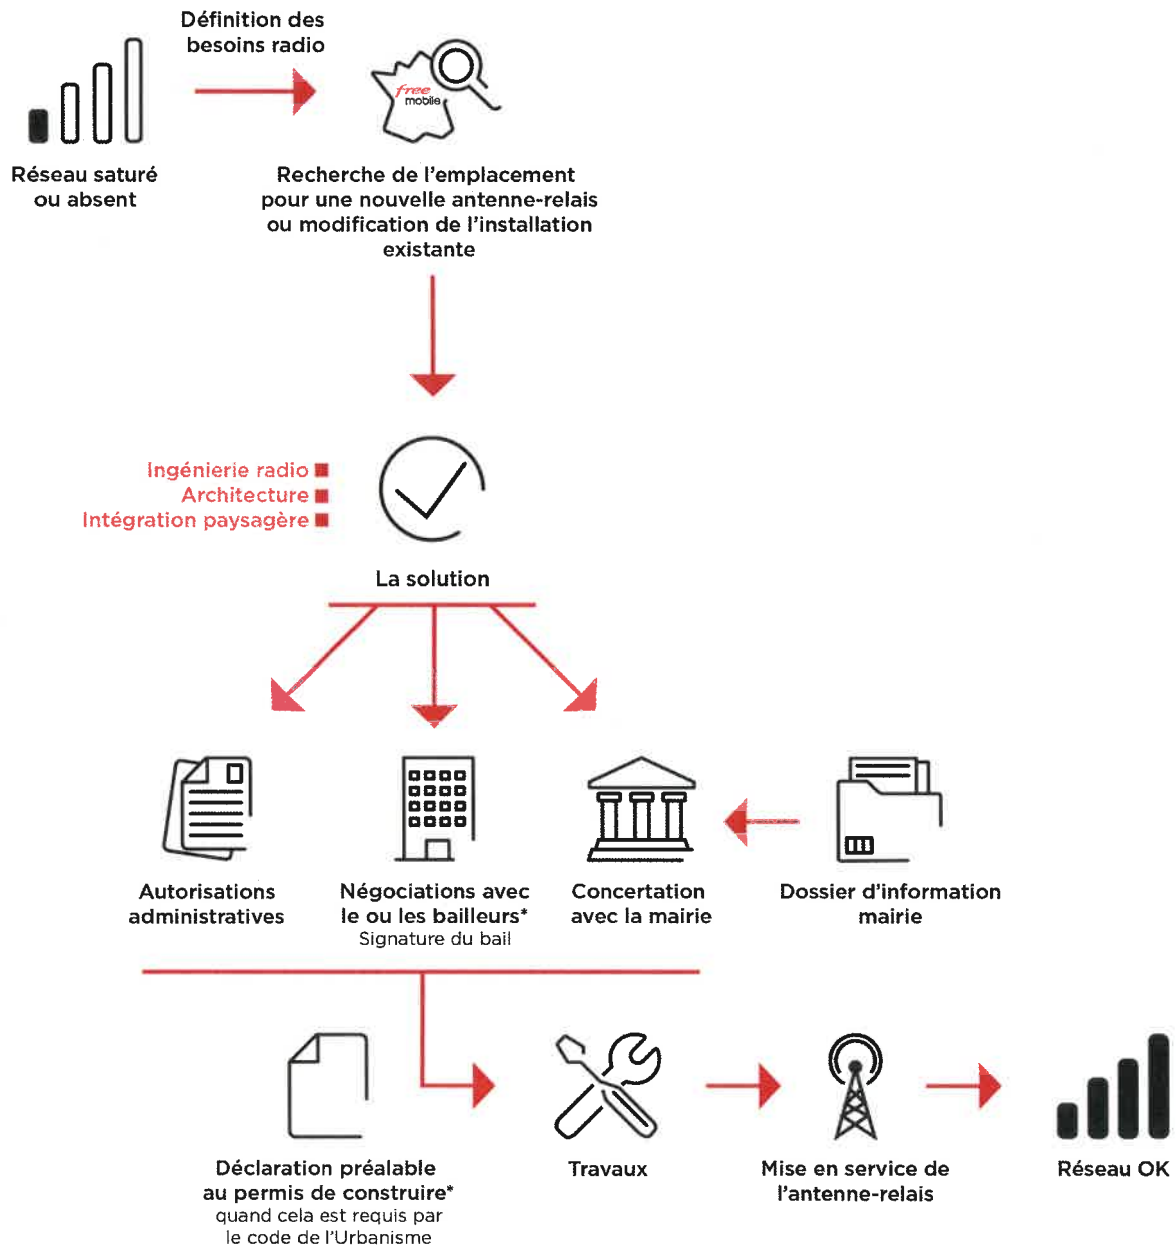 Définition des
besoins radio
free
mobile
Réseau saturé
ou absent
Recherche de l'emplacement
pour une nouvelle antenne-relais
ou modification de l'installation
existante
Ingénierie radio
Architecture
Intégration paysagère
La solution
Autorisations
administratives
Négociations avec
le ou les bailleurs*
Signature du bail
Concertation
avec la mairie
Dossier d'information
mairie
Déclaration préalable
au permis de construire*
quand cela est requis par
le code de l'Urbanisme
Travaux
Mise en service de
l'antenne-relais
Réseau OK